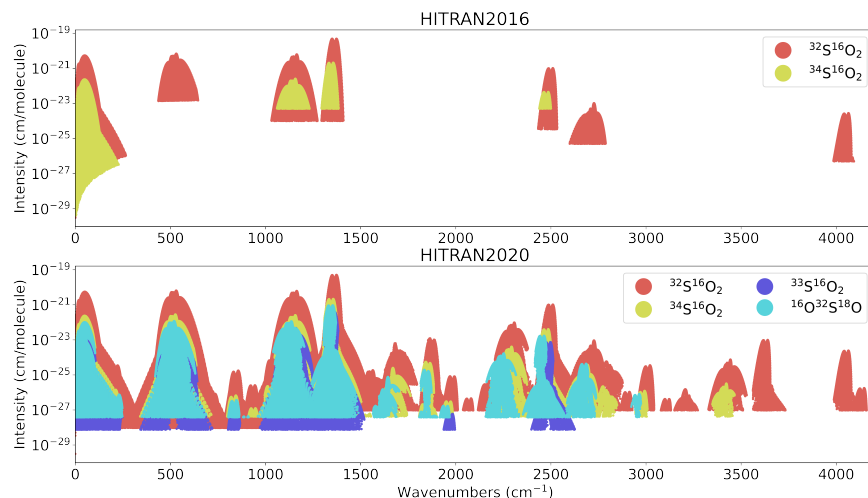 HITRAN2016
10⁻¹⁹
10⁻²¹
10⁻²³
10⁻²⁵
10⁻²⁷
10⁻²⁹
Intensity (cm/molecule)
³²S¹⁶O₂
³⁴S¹⁶O₂
0 500 1000 1500 2000 2500 3000 3500 4000
HITRAN2020
10⁻¹⁹
10⁻²¹
10⁻²³
10⁻²⁵
10⁻²⁷
10⁻²⁹
Intensity (cm/molecule)
³²S¹⁶O₂ ³³S¹⁶O₂
³⁴S¹⁶O₂ ¹⁶O³²S¹⁸O
0 500 1000 1500 2000 2500 3000 3500 4000
Wavenumbers (cm⁻¹)